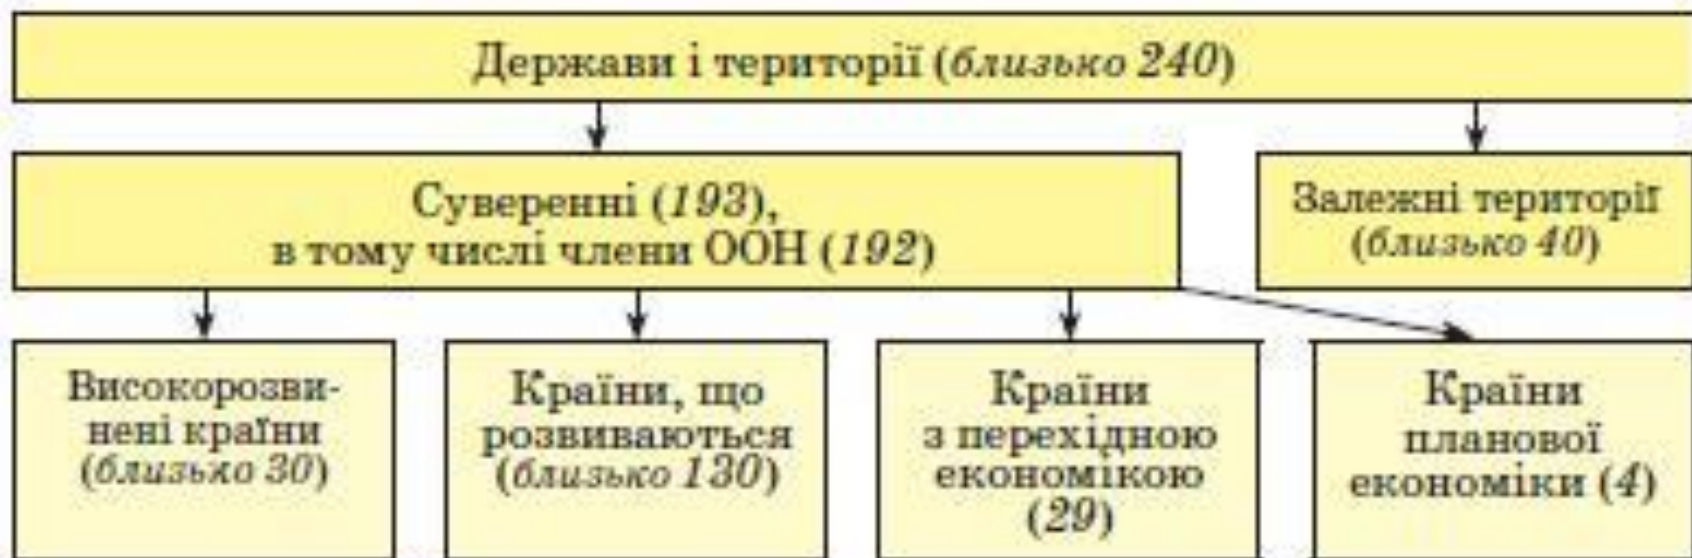 Держави і території (близько 240)
Суверенні (193),
в тому числі члени ООН (192)
Залежні території
(близько 40)
Високорозви-
нені країни
(близько 30)
Країни, що
розвиваються
(близько 130)
Країни
з перехідною
економікою
(29)
Країни
планової
економіки (4)